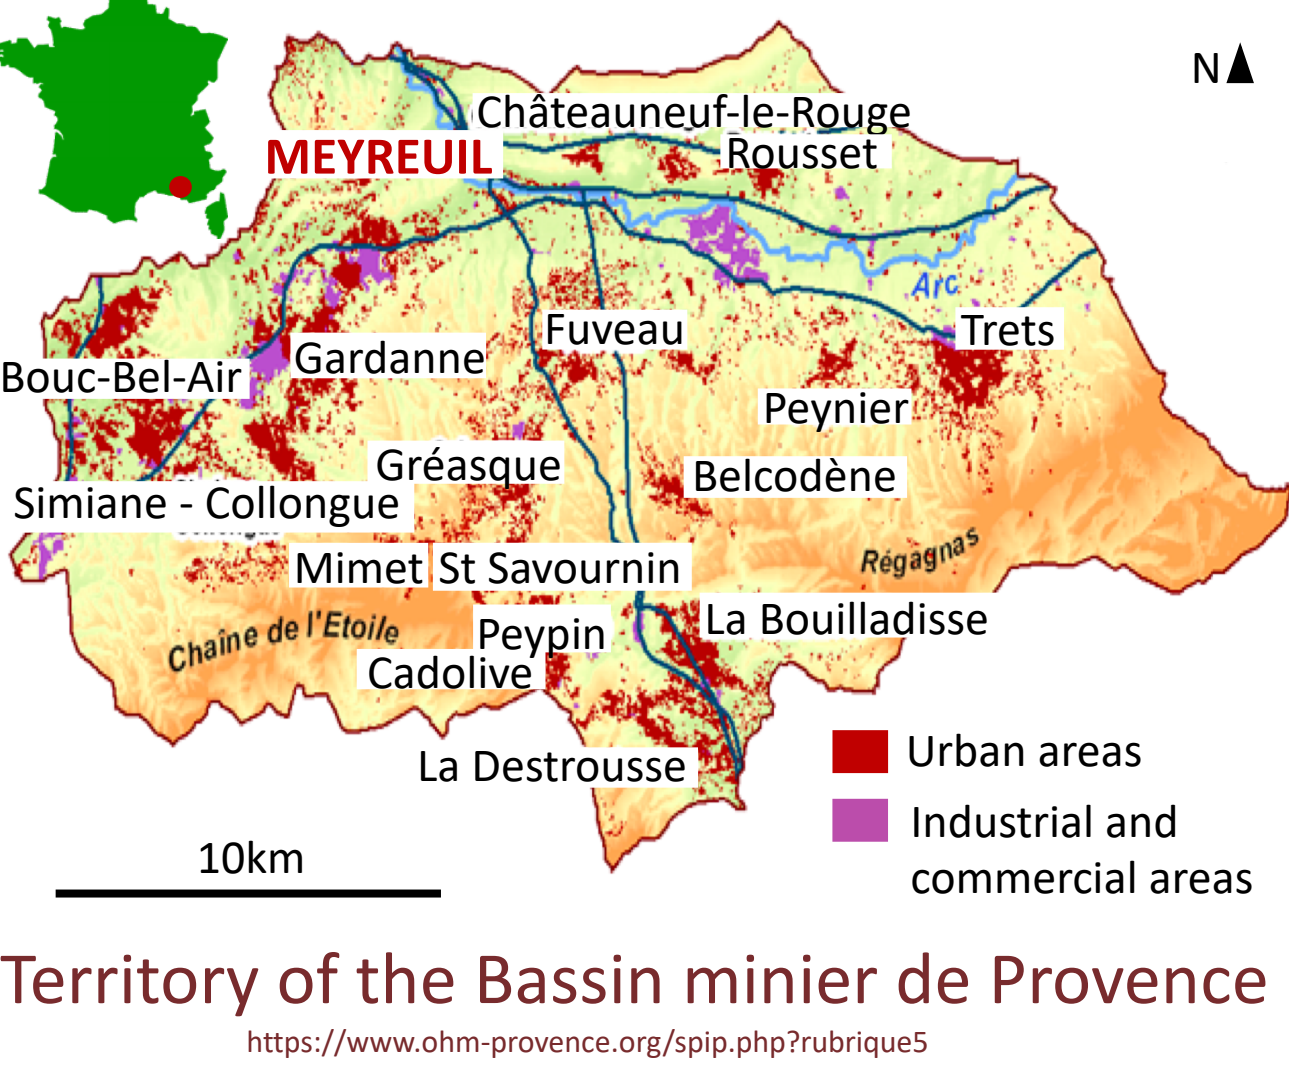 N
Châteauneuf-le-Rouge
MEYREUIL
Rousset
Arc
Fuveau
Trets
Gardanne
Bouc-Bel-Air
Peynier
Gréasque
Belcodène
Simiane - Collongue
Régagnas
Mimet
St Savournin
La Bouilladisse
Chaîne de l'Etoile
Peypin
Cadolive
La Destrousse
Urban areas
Industrial and
commercial areas
10km
Territory of the Bassin minier de Provence
https://www.ohm-provence.org/spip.php?rubrique5